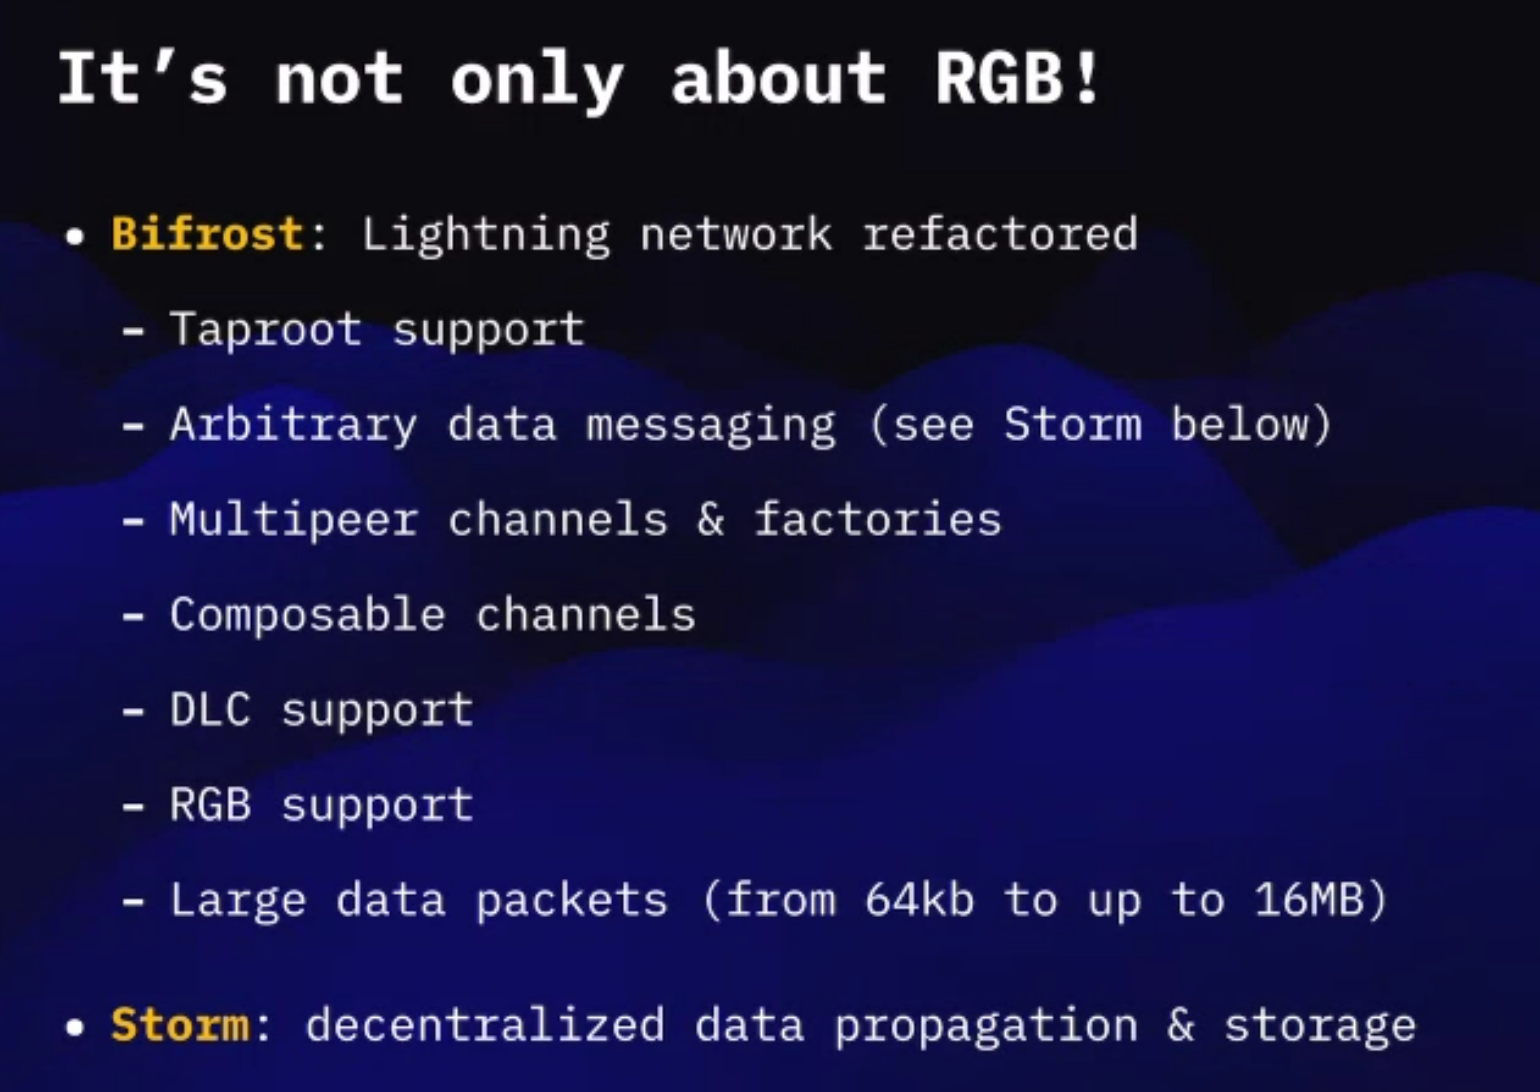 It’s not only about RGB!
• Bifrost: Lightning network refactored
– Taproot support
– Arbitrary data messaging (see Storm below)
– Multipeer channels & factories
– Composable channels
– DLC support
– RGB support
– Large data packets (from 64kb to up to 16MB)
• Storm: decentralized data propagation & storage